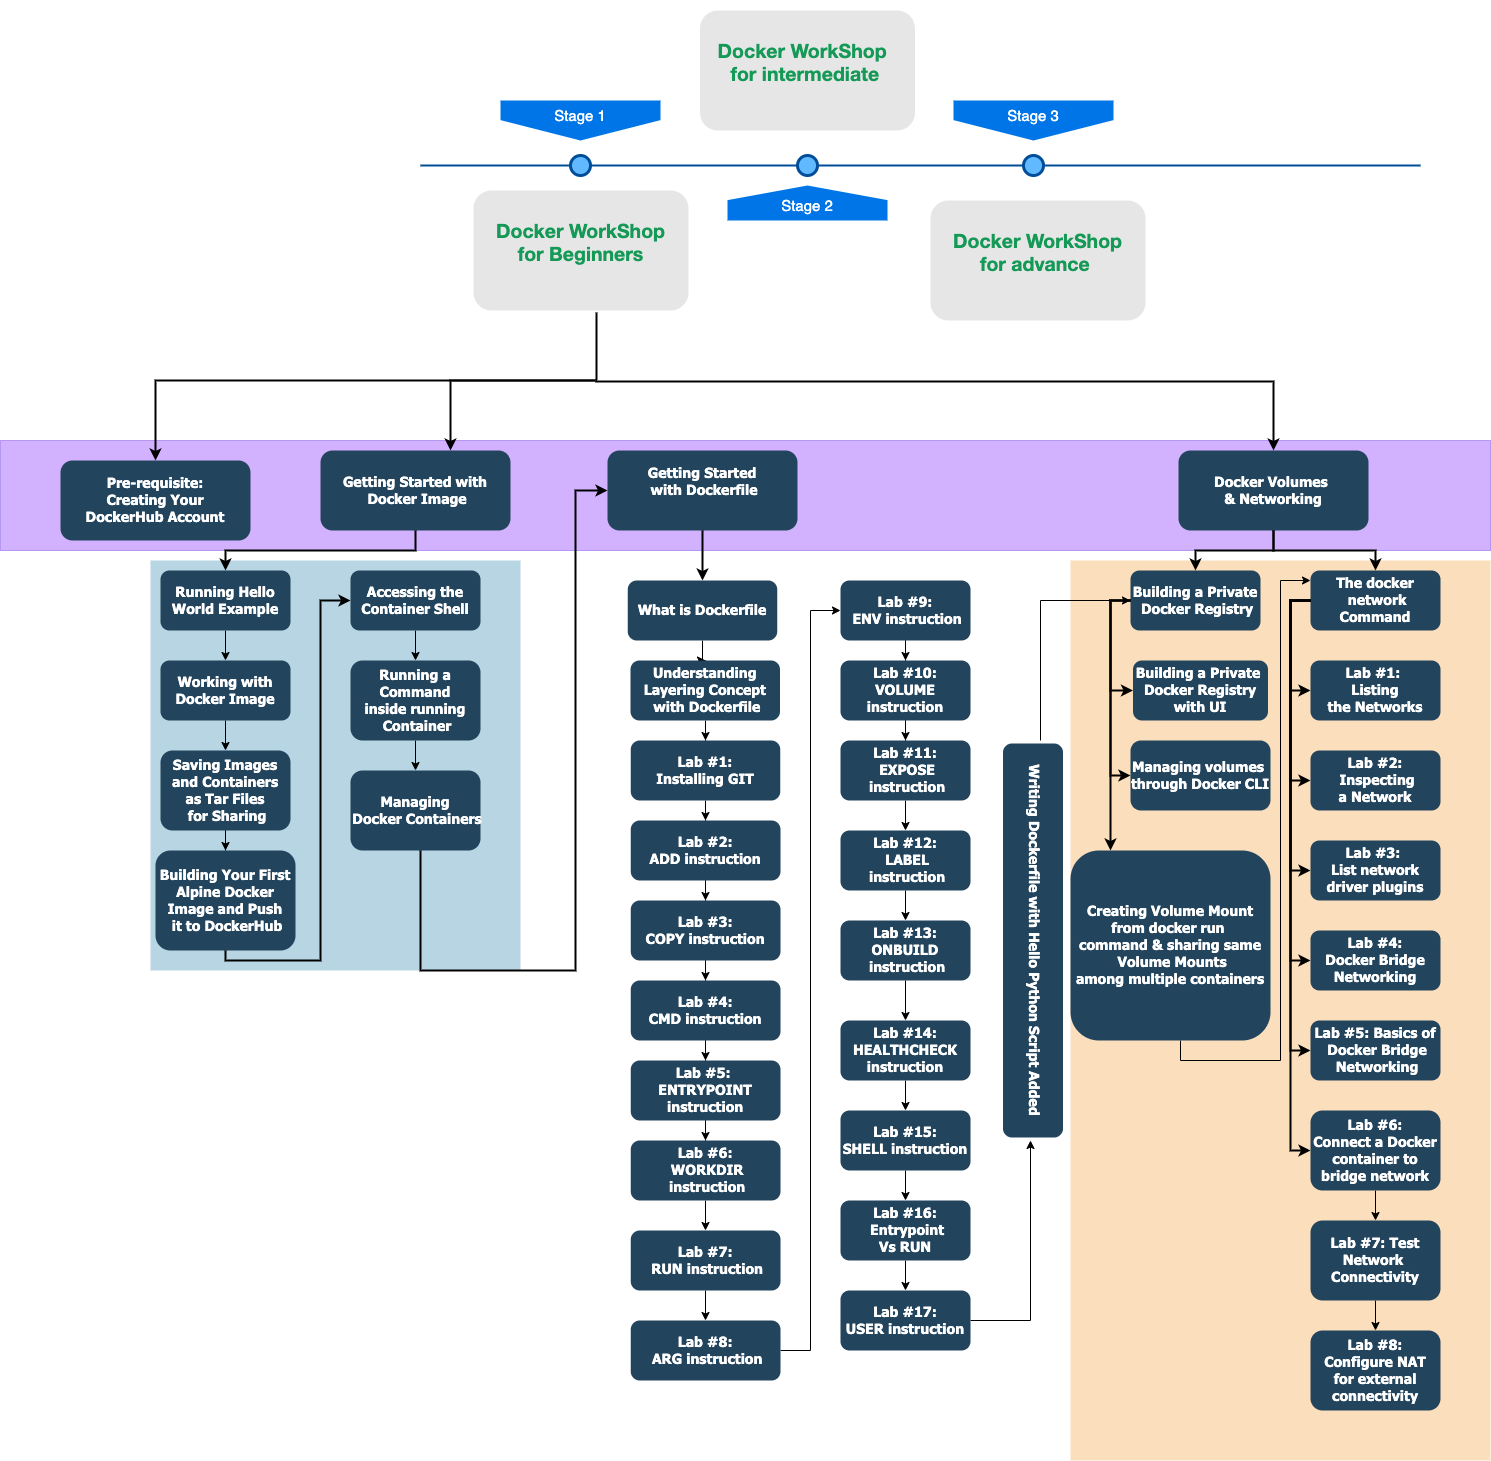 Docker WorkShop
for intermediate
Stage 1
Stage 3
Stage 2
Docker WorkShop
for Beginners
Docker WorkShop
for advance
Pre-requisite:
Creating Your
DockerHub Account
Getting Started with
Docker Image
Getting Started
with Dockerfile
Docker Volumes
& Networking
Running Hello
World Example
Working with
Docker Image
Saving Images
and Containers
as Tar Files
for Sharing
Building Your First
Alpine Docker
Image and Push
it to DockerHub
Accessing the
Container Shell
Running a
Command
inside running
Container
Managing
Docker Containers
What is Dockerfile
Understanding
Layering Concept
with Dockerfile
Lab #1:
Installing GIT
Lab #2:
ADD instruction
Lab #3:
COPY instruction
Lab #4:
CMD instruction
Lab #5:
ENTRYPOINT
instruction
Lab #6:
WORKDIR
instruction
Lab #7:
RUN instruction
Lab #8:
ARG instruction
Lab #9:
ENV instruction
Lab #10:
VOLUME
instruction
Lab #11:
EXPOSE
instruction
Lab #12:
LABEL
instruction
Lab #13:
ONBUILD
instruction
Lab #14:
HEALTHCHECK
instruction
Lab #15:
SHELL instruction
Lab #16:
Entrypoint
Vs RUN
Lab #17:
USER instruction
Writing Dockerfile with Hello Python Script Added
Building a Private
Docker Registry
Building a Private
Docker Registry
with UI
Managing volumes
through Docker CLI
Creating Volume Mount
from docker run
command & sharing same
Volume Mounts
among multiple containers
The docker
network
Command
Lab #1:
Listing
the Networks
Lab #2:
Inspecting
a Network
Lab #3:
List network
driver plugins
Lab #4:
Docker Bridge
Networking
Lab #5: Basics of
Docker Bridge
Networking
Lab #6:
Connect a Docker
container to
bridge network
Lab #7: Test
Network
Connectivity
Lab #8:
Configure NAT
for external
connectivity